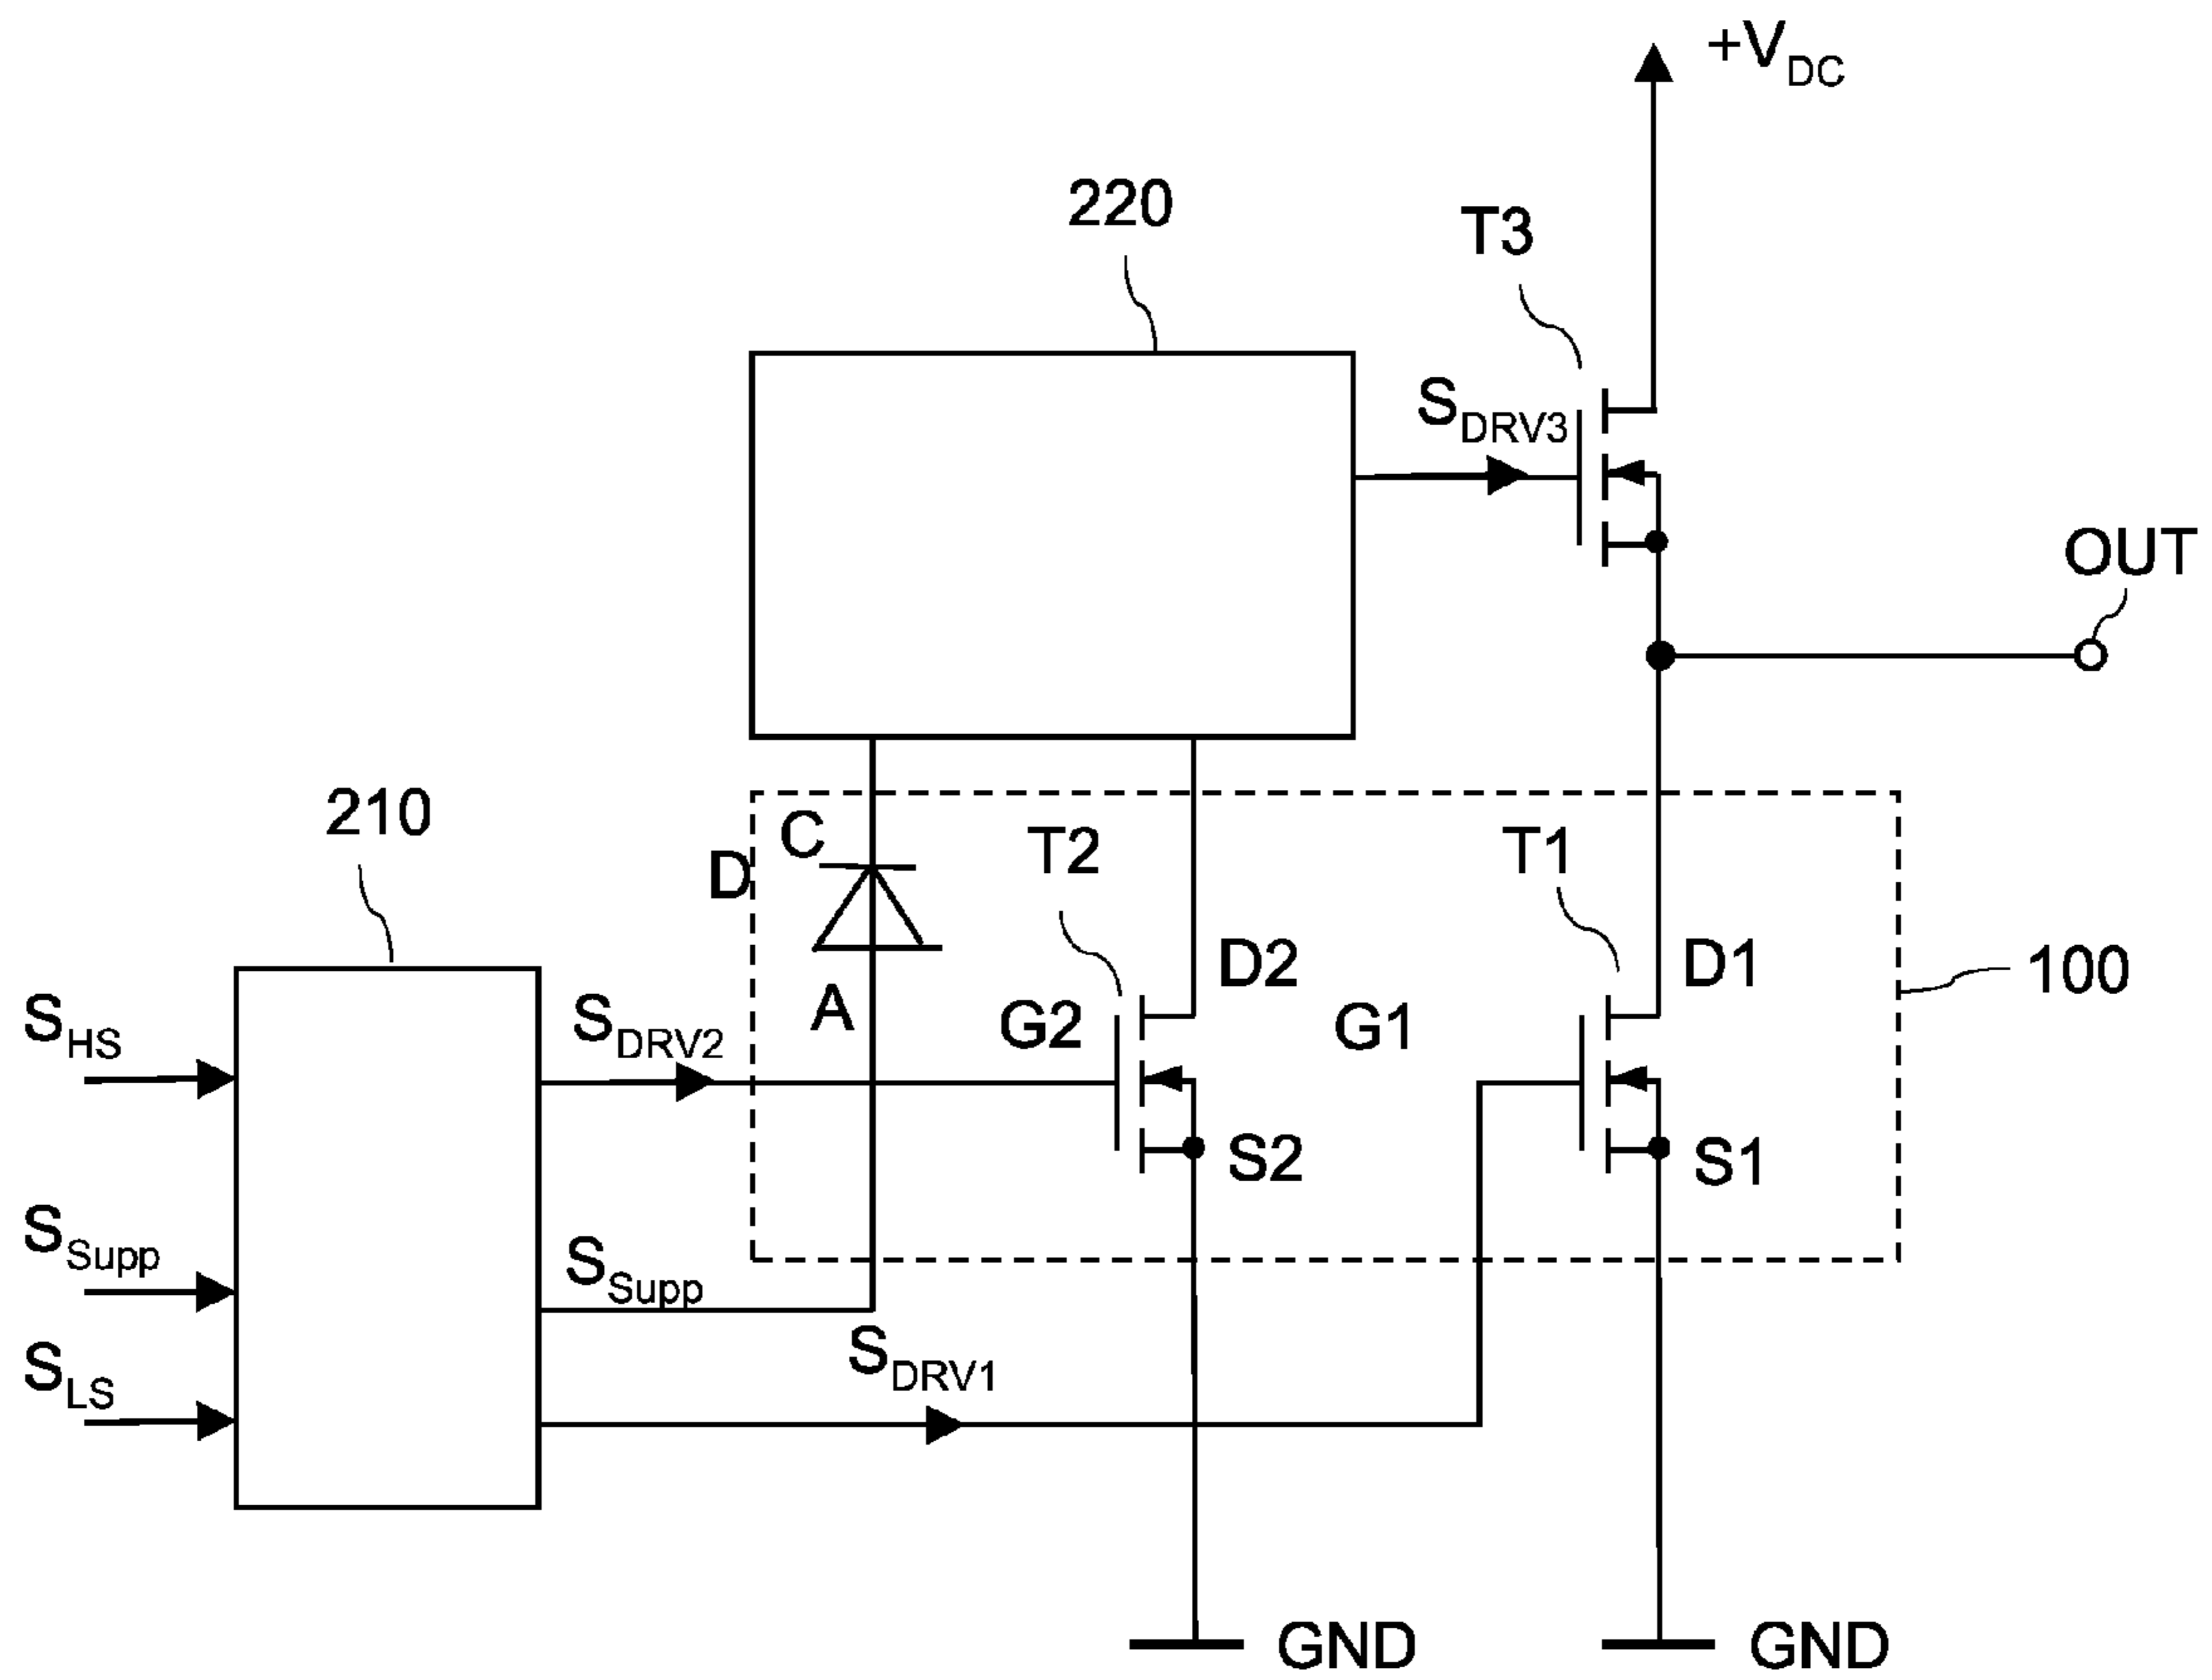 +VDC
220
T3
SDRV3
OUT
210
C
D
T2
T1
D2
D1
100
A
G2
G1
SHS
SDRV2
S2
S1
SSupp
SSupp
SLS
SDRV1
GND
GND